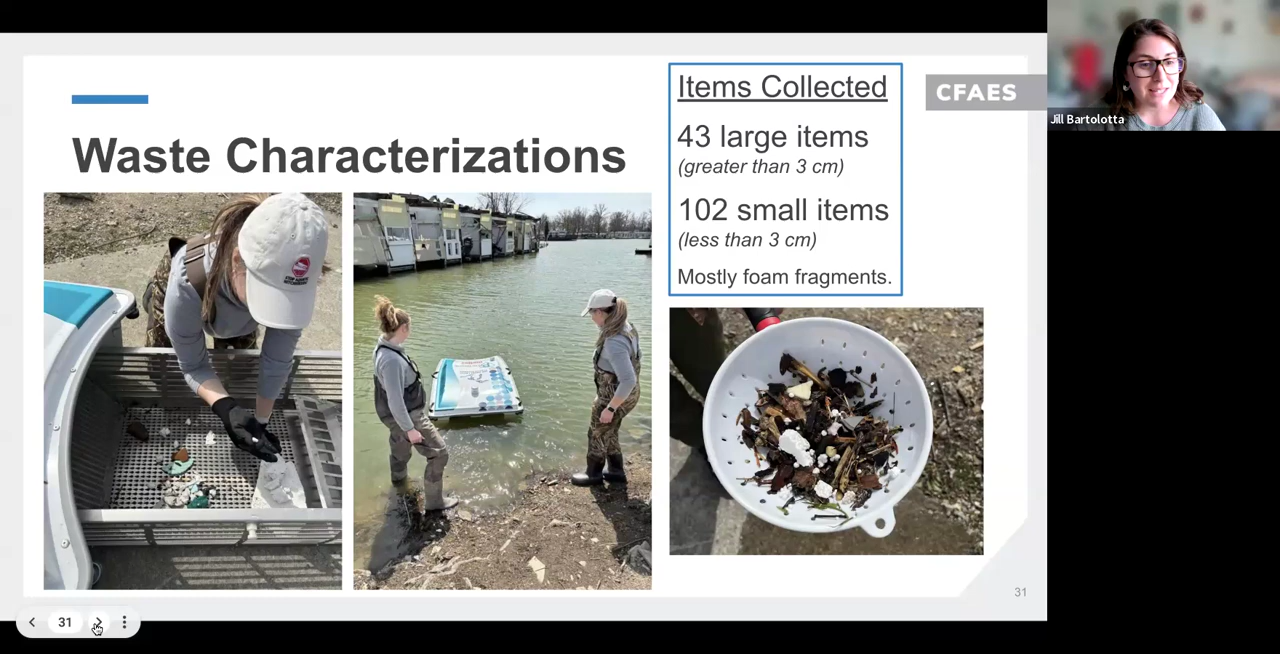 Waste Characterizations
Items Collected
43 large items
(greater than 3 cm)
102 small items
(less than 3 cm)
Mostly foam fragments.
CFAES
Jill Bartolotta
31
31